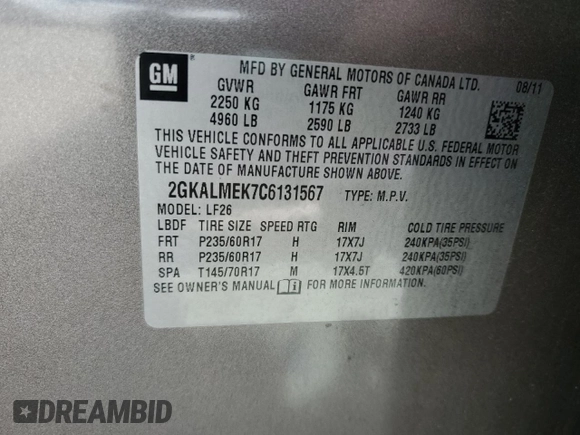 GM
MFD BY GENERAL MOTORS OF CANADA LTD. 08/11
GVWR GAWR FRT GAWR RR
2250 KG 1175 KG 1240 KG
4960 LB 2590 LB 2733 LB
THIS VEHICLE CONFORMS TO ALL APPLICABLE U.S. FEDERAL MOTOR
VEHICLE SAFETY AND THEFT PREVENTION STANDARDS IN EFFECT ON
THE DATE OF MANUFACTURE SHOWN ABOVE.
2GKALMEK7C6131567 TYPE: M.P.V.
MODEL: LF26
LBDF TIRE SIZE SPEED RTG RIM COLD TIRE PRESSURE
FRT P235/60R17 H 17X7J 240KPA(35PSI)
RR P235/60R17 H 17X7J 240KPA(35PSI)
SPA T145/70R17 M 17X4.5T 420KPA(60PSI)
SEE OWNER'S MANUAL FOR MORE INFORMATION.
DREAMBID